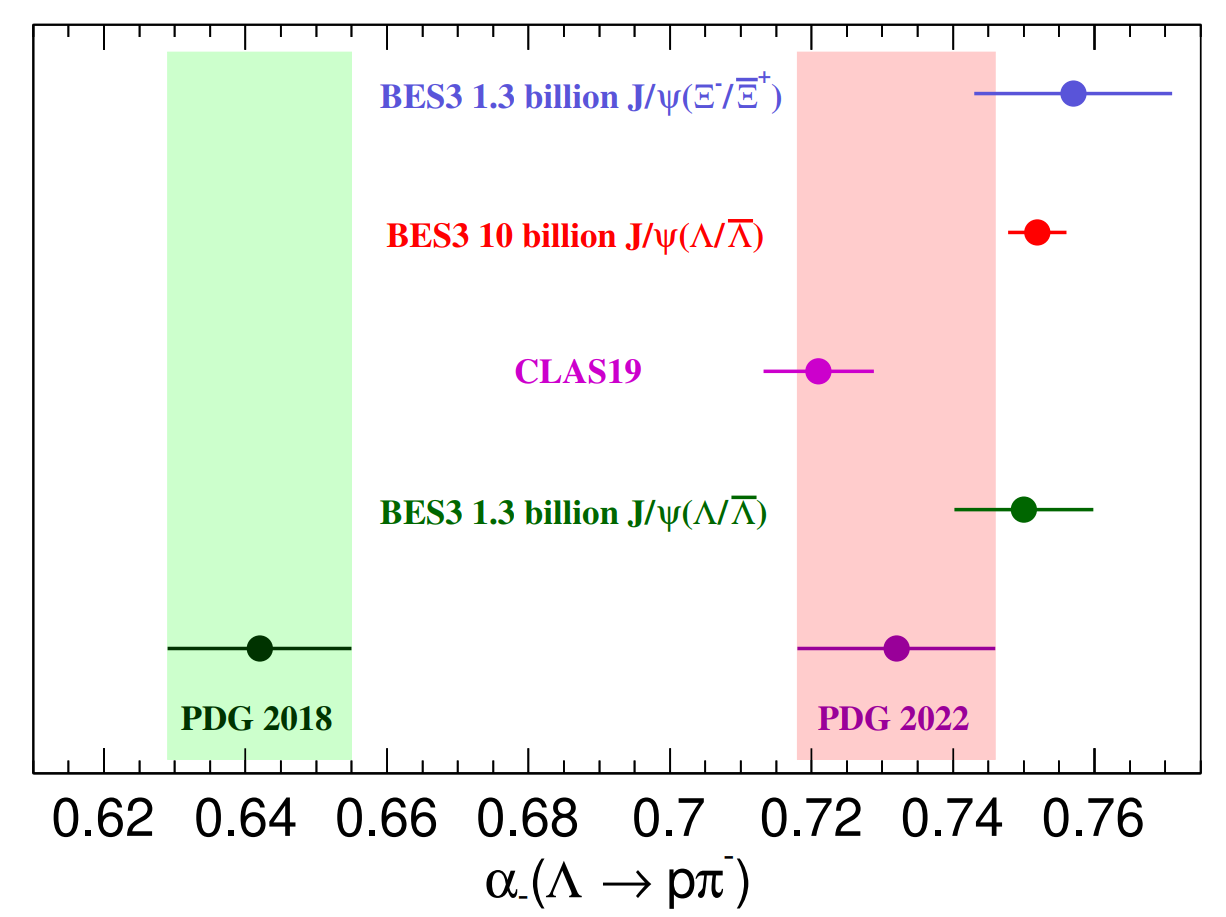 BES3 1.3 billion J/ψ(Ξ⁻/Ξ̅⁺)
BES3 10 billion J/ψ(Λ/Λ̅)
CLAS19
BES3 1.3 billion J/ψ(Λ/Λ̅)
PDG 2018 PDG 2022
0.62 0.64 0.66 0.68 0.7 0.72 0.74 0.76
α₋(Λ → pπ⁻)